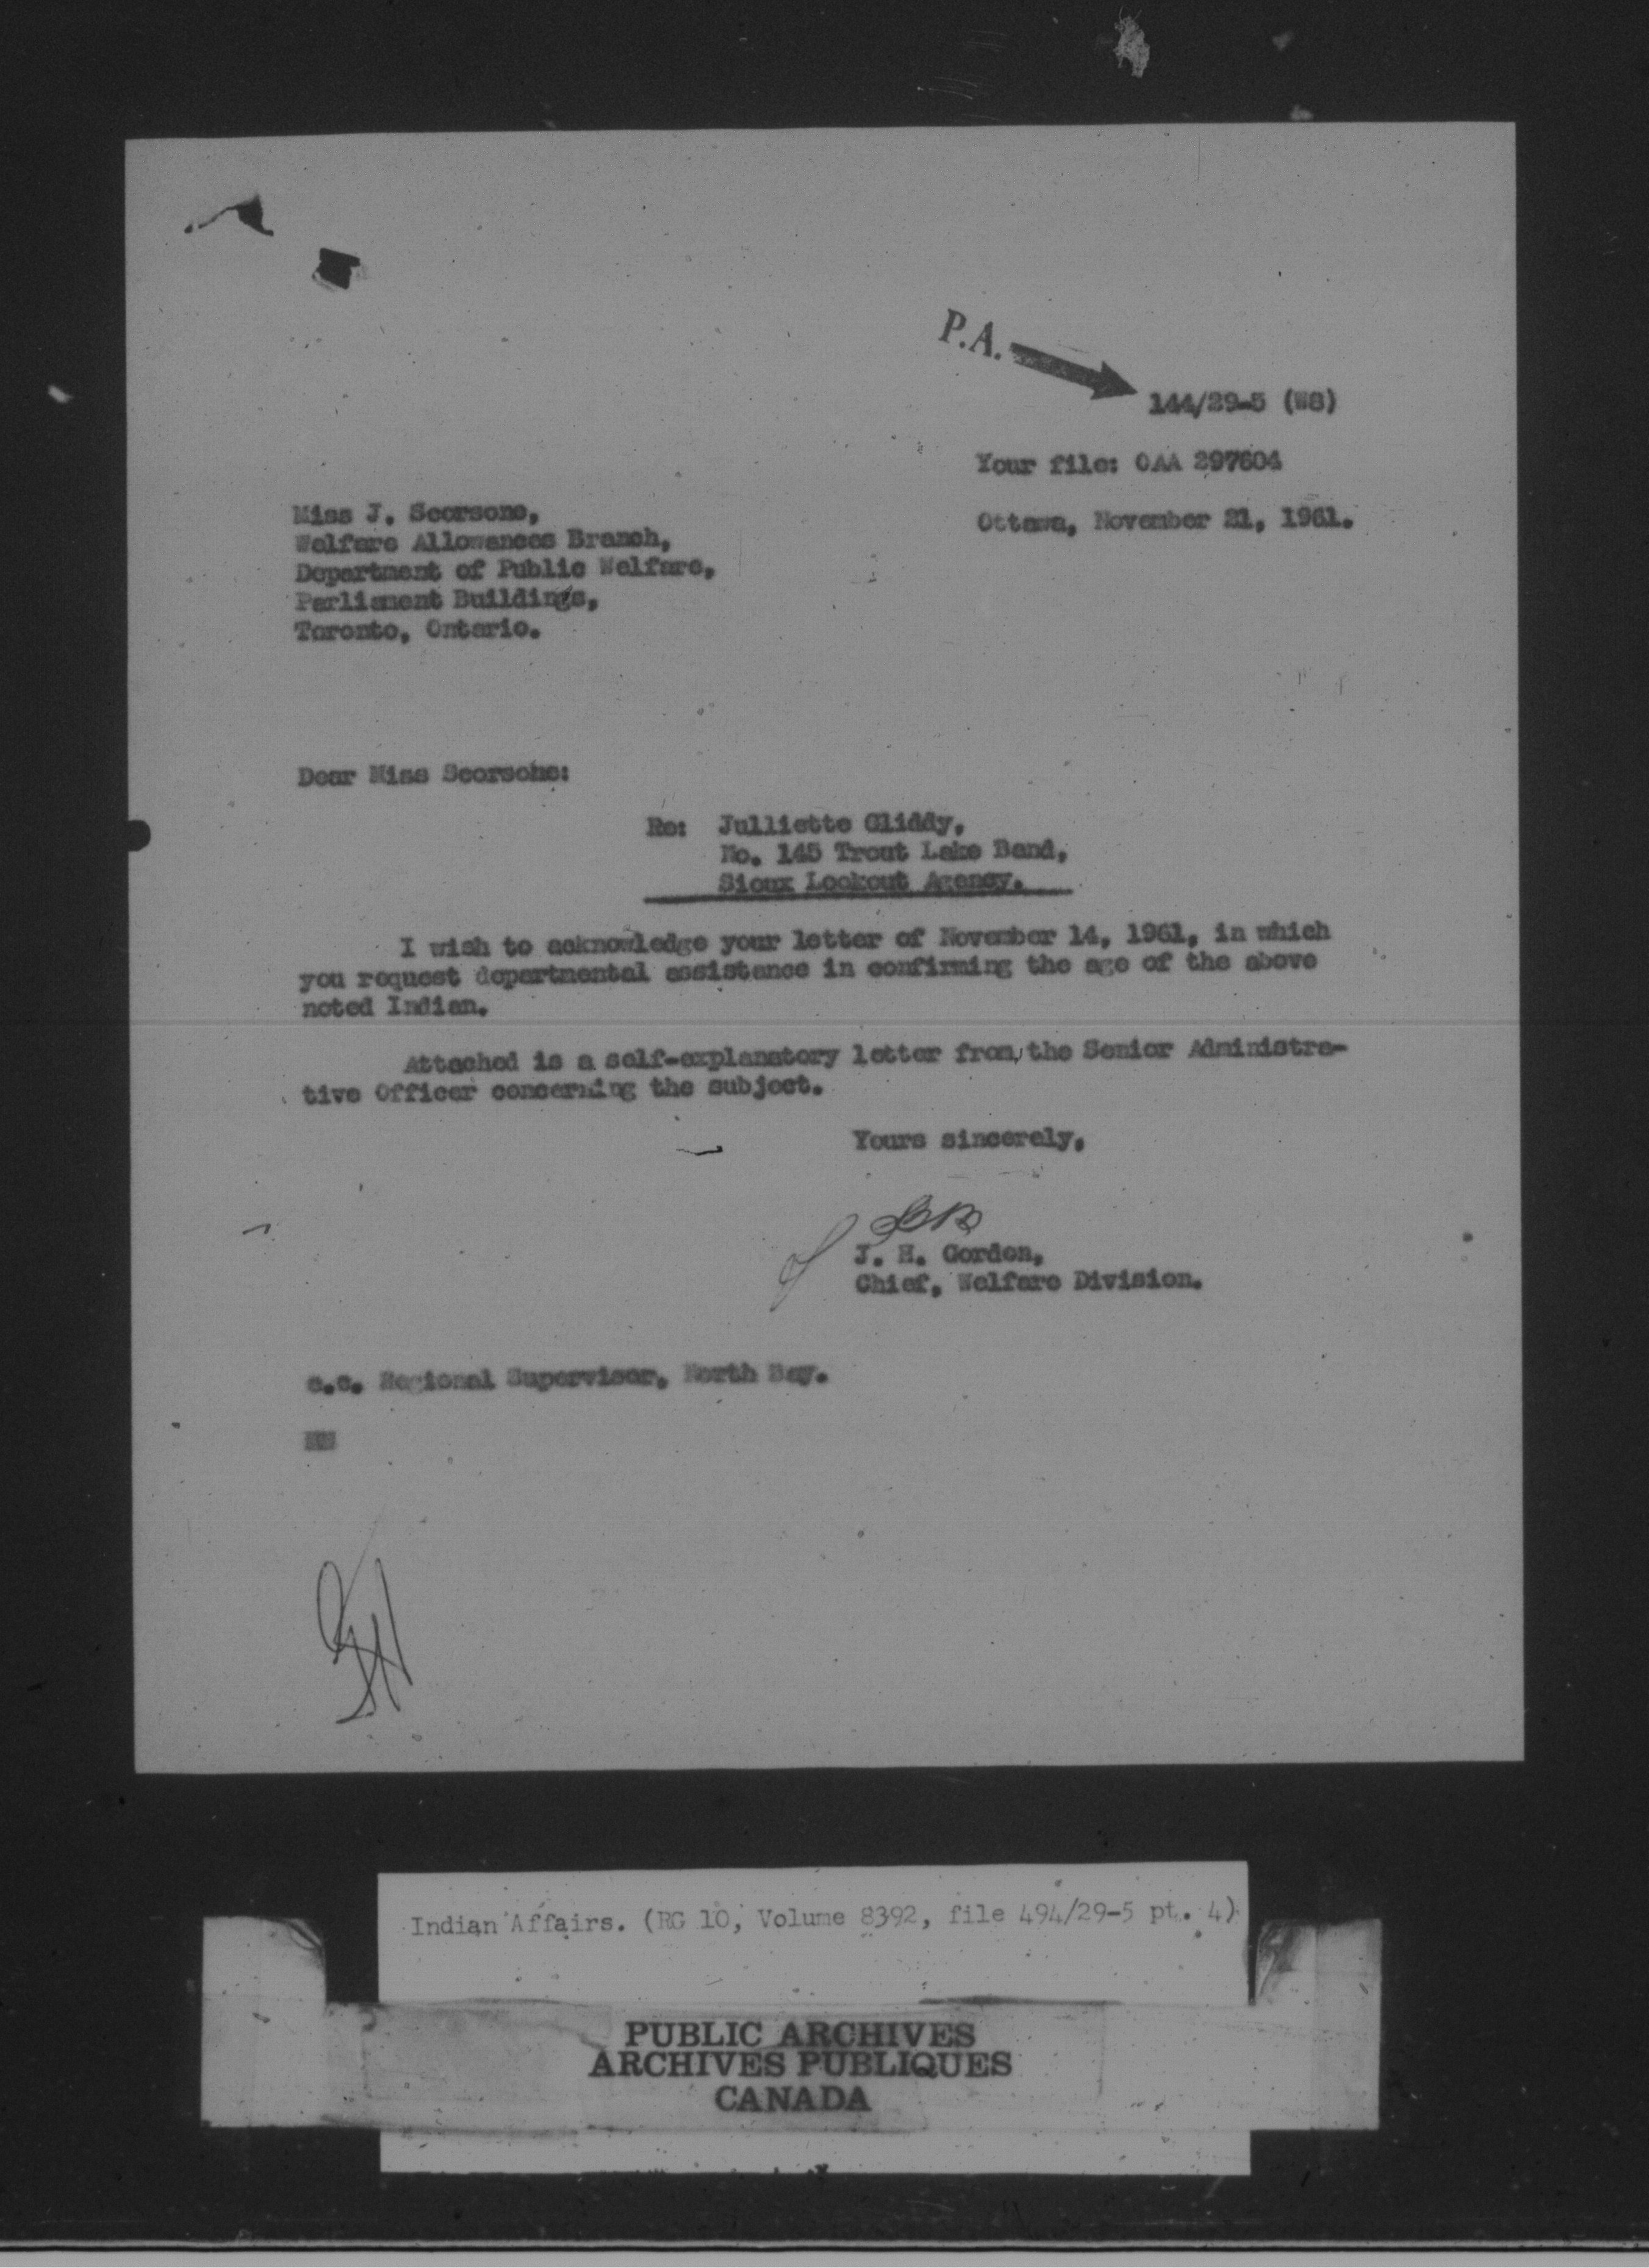 P.A.
144/29-5 (W8)
Your file: OAA 297604
Ottawa, November 21, 1961.
Miss J. Scorsone,
Welfare Allowances Branch,
Department of Public Welfare,
Parliament Buildings,
Toronto, Ontario.
Dear Miss Scorsone:
Re: Julliette Gliddy,
No. 145 Trout Lake Band,
Sioux Lookout Agency.
I wish to acknowledge your letter of November 14, 1961, in which
you request departmental assistance in confirming the age of the above
noted Indian.
Attached is a self-explanatory letter from the Senior Administra-
tive Officer concerning the subject.
Yours sincerely,
J. H. Gordon,
Chief, Welfare Division.
c.c. Regional Supervisor, North Bay.
Indian Affairs. (RG 10, Volume 8392, file 494/29-5 pt. 4)
PUBLIC ARCHIVES
ARCHIVES PUBLIQUES
CANADA